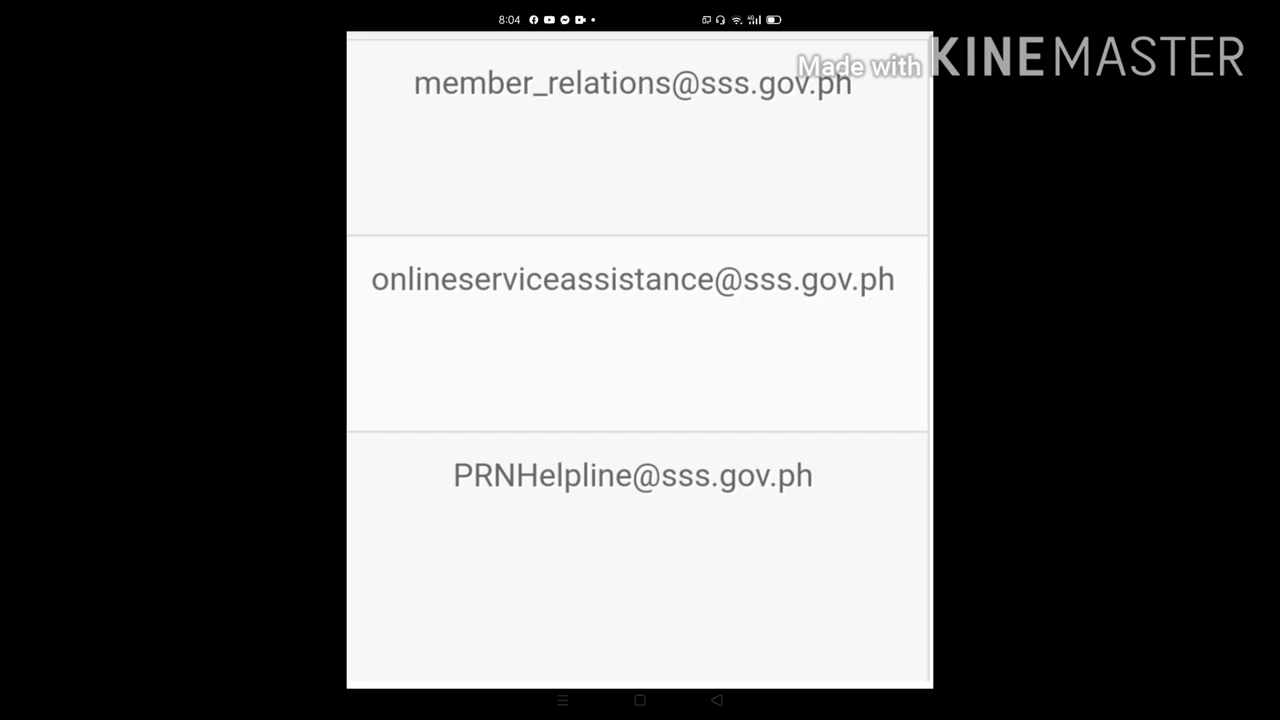 8:04
Made with KINEMASTER
member_relations@sss.gov.ph
onlineserviceassistance@sss.gov.ph
PRNHelpline@sss.gov.ph